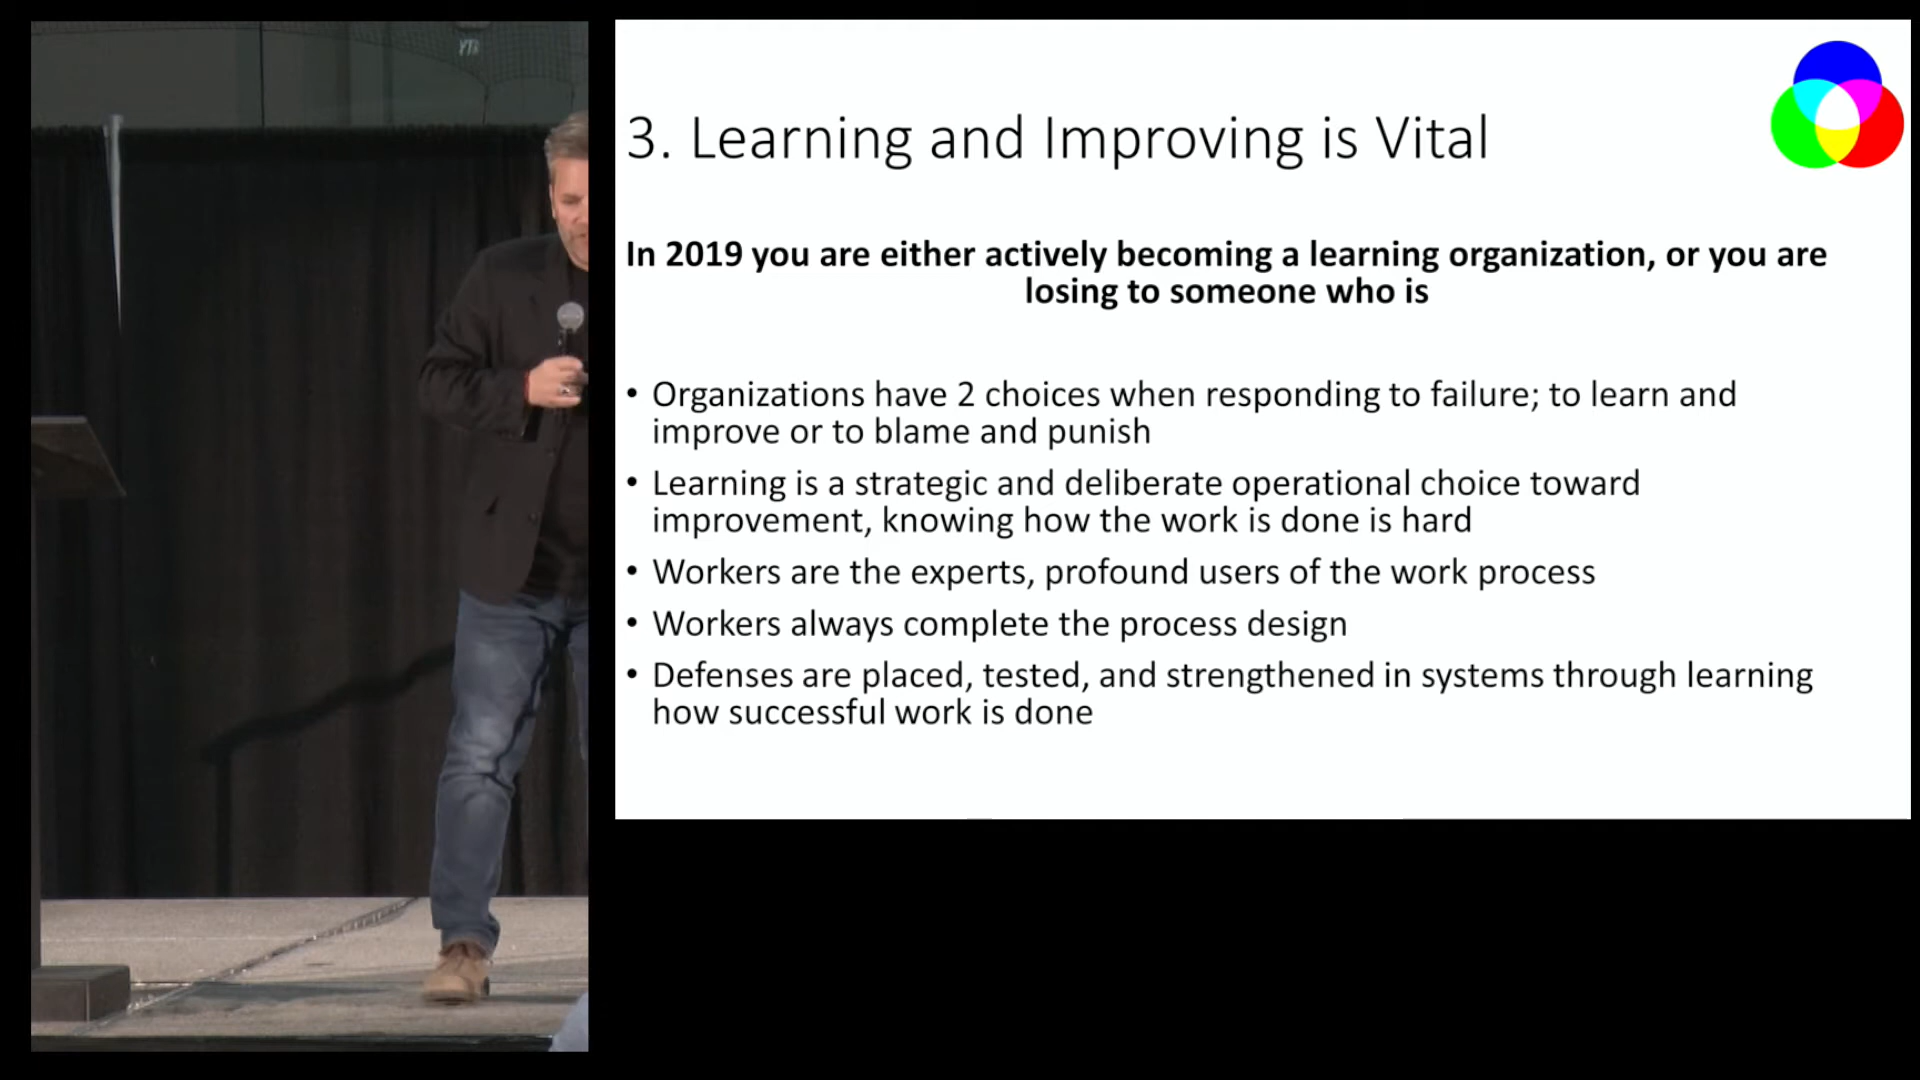 3. Learning and Improving is Vital
In 2019 you are either actively becoming a learning organization, or you are
losing to someone who is
• Organizations have 2 choices when responding to failure; to learn and
improve or to blame and punish
• Learning is a strategic and deliberate operational choice toward
improvement, knowing how the work is done is hard
• Workers are the experts, profound users of the work process
• Workers always complete the process design
• Defenses are placed, tested, and strengthened in systems through learning
how successful work is done